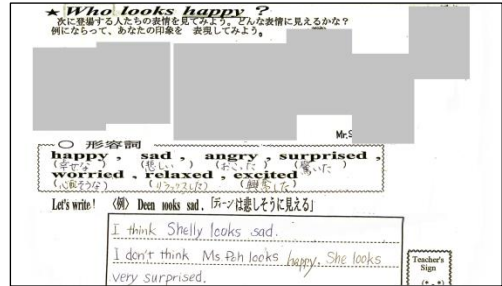 ★ Who looks happy ?
次に登場する人たちの表情を見てみよう。どんな表情に見えるかな？
例にならって、あなたの印象を 表現してみよう。
Mr.S
○ 形容詞
happy , sad , angry , surprised ,
(幸せな) (悲しい) (おこった) (驚いた)
worried , relaxed , excited
(心配そうな) (リラックスした) (興奮した)
Let's write! 〈例〉 Deen looks sad.「ディーンは悲しそうに見える」
I think Shelly looks sad.
I don't think Ms. Peh looks happy. She looks
very surprised.
Teacher's
Sign
(*-*)